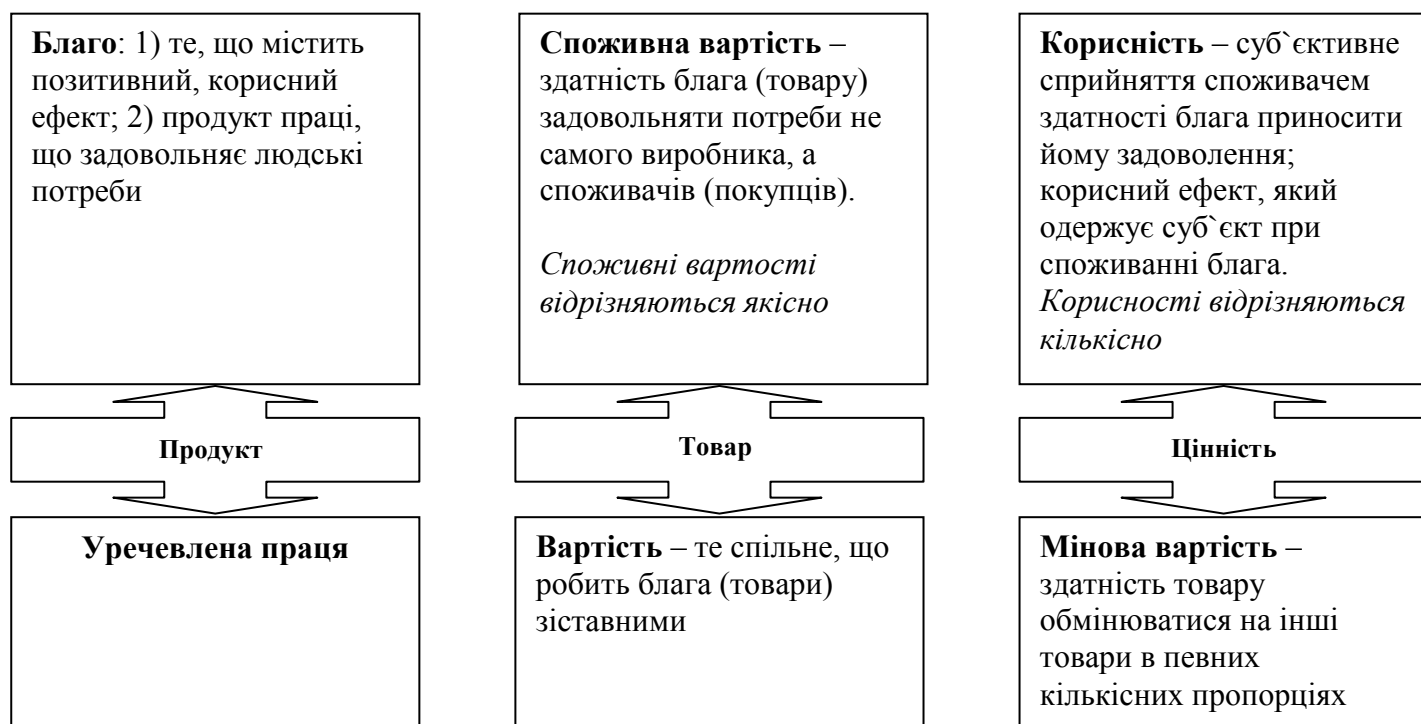 Благо: 1) те, що містить
позитивний, корисний
ефект; 2) продукт праці,
що задовольняє людські
потреби
Споживна вартість –
здатність блага (товару)
задовольняти потреби не
самого виробника, а
споживачів (покупців).
Споживні вартості
відрізняються якісно
Корисність – суб`єктивне
сприйняття споживачем
здатності блага приносити
йому задоволення;
корисний ефект, який
одержує суб`єкт при
споживанні блага.
Корисності відрізняються
кількісно
Продукт
Товар
Цінність
Уречевлена праця
Вартість – те спільне, що
робить блага (товари)
зіставними
Мінова вартість –
здатність товару
обмінюватися на інші
товари в певних
кількісних пропорціях